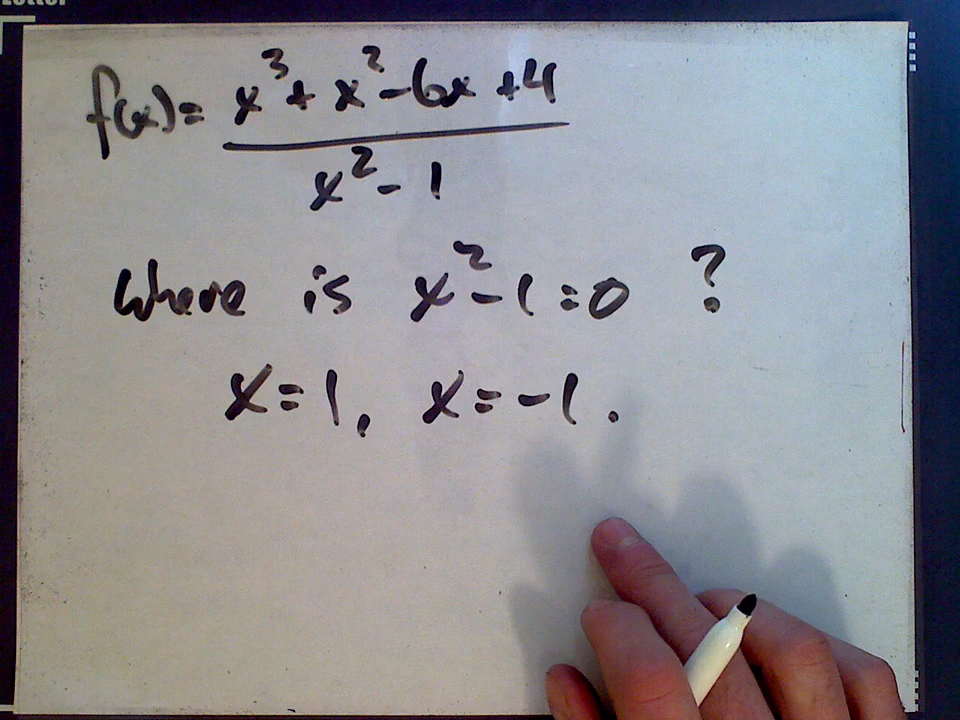 f(x) = x³ + x² - 6x + 4
x² - 1
Where is x² - 1 = 0 ?
x = 1, x = -1.